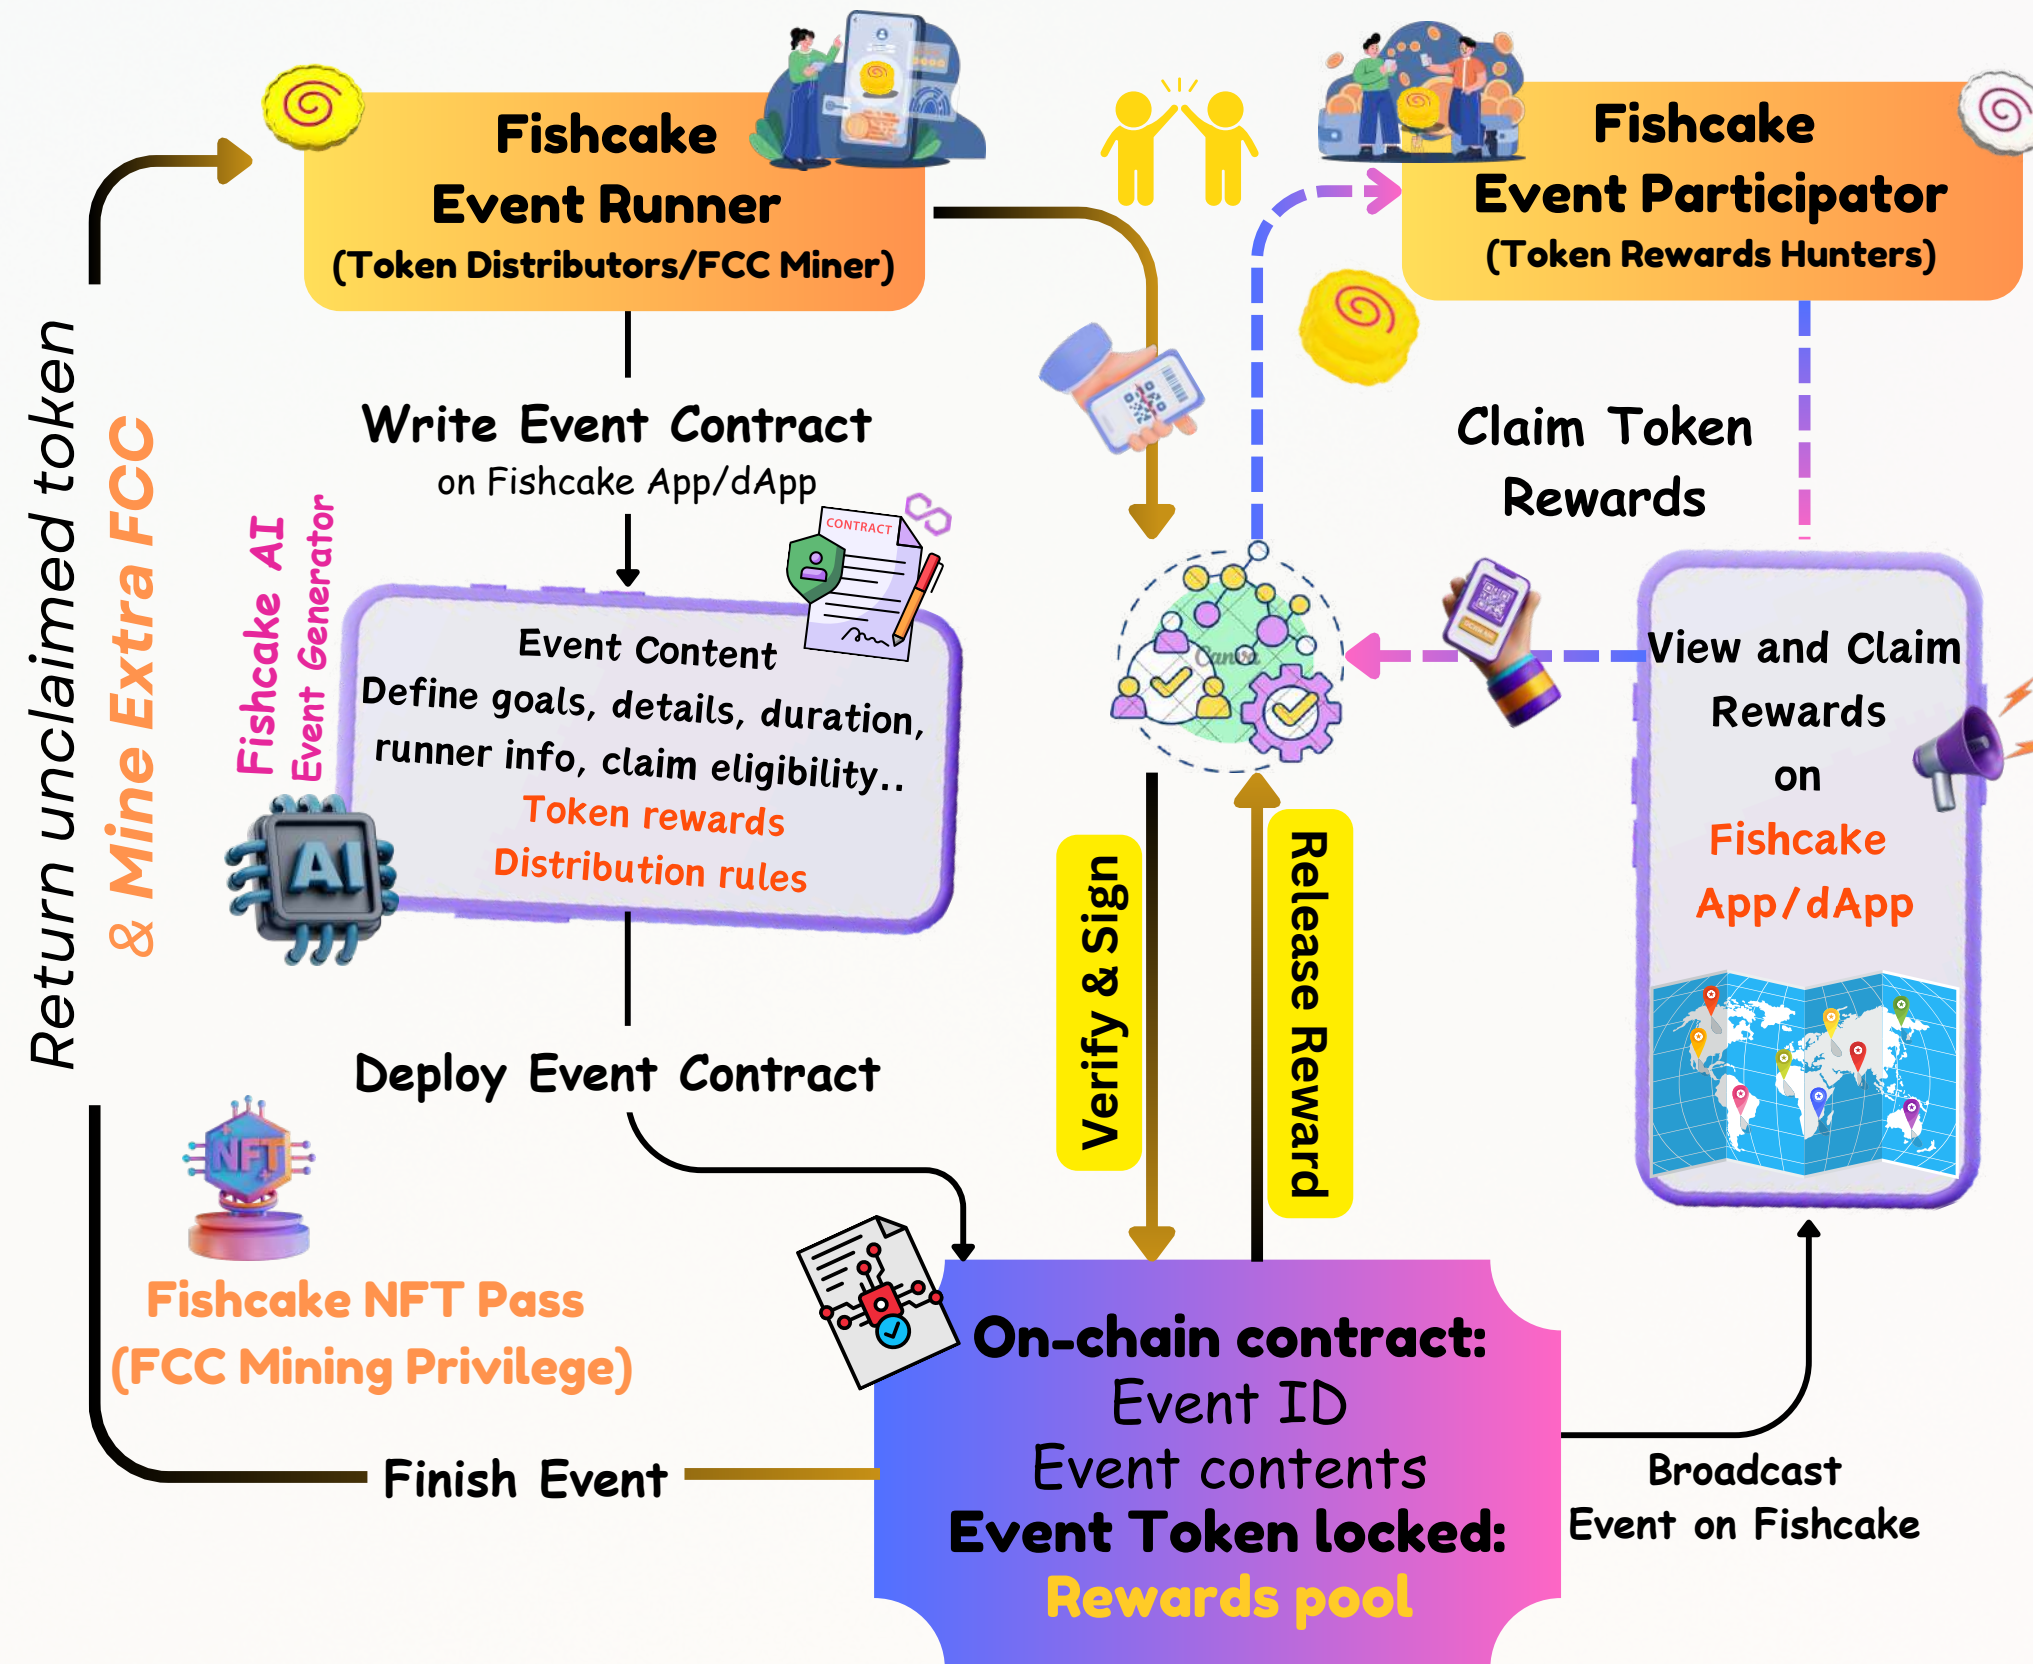 Fishcake
Event Runner
(Token Distributors/FCC Miner)
Fishcake
Event Participator
(Token Rewards Hunters)
Write Event Contract
on Fishcake App/dApp
Claim Token
Rewards
Return unclaimed token
& Mine Extra FCC
Fishcake AI
Event Generator
CONTRACT
Event Content
Define goals, details, duration,
runner info, claim eligibility..
Token rewards
Distribution rules
AI
Canva
View and Claim
Rewards
on
Fishcake
App/dApp
Verify & Sign
Release Reward
Deploy Event Contract
NFT
Fishcake NFT Pass
(FCC Mining Privilege)
Finish Event
On-chain contract:
Event ID
Event contents
Event Token locked:
Rewards pool
Broadcast
Event on Fishcake